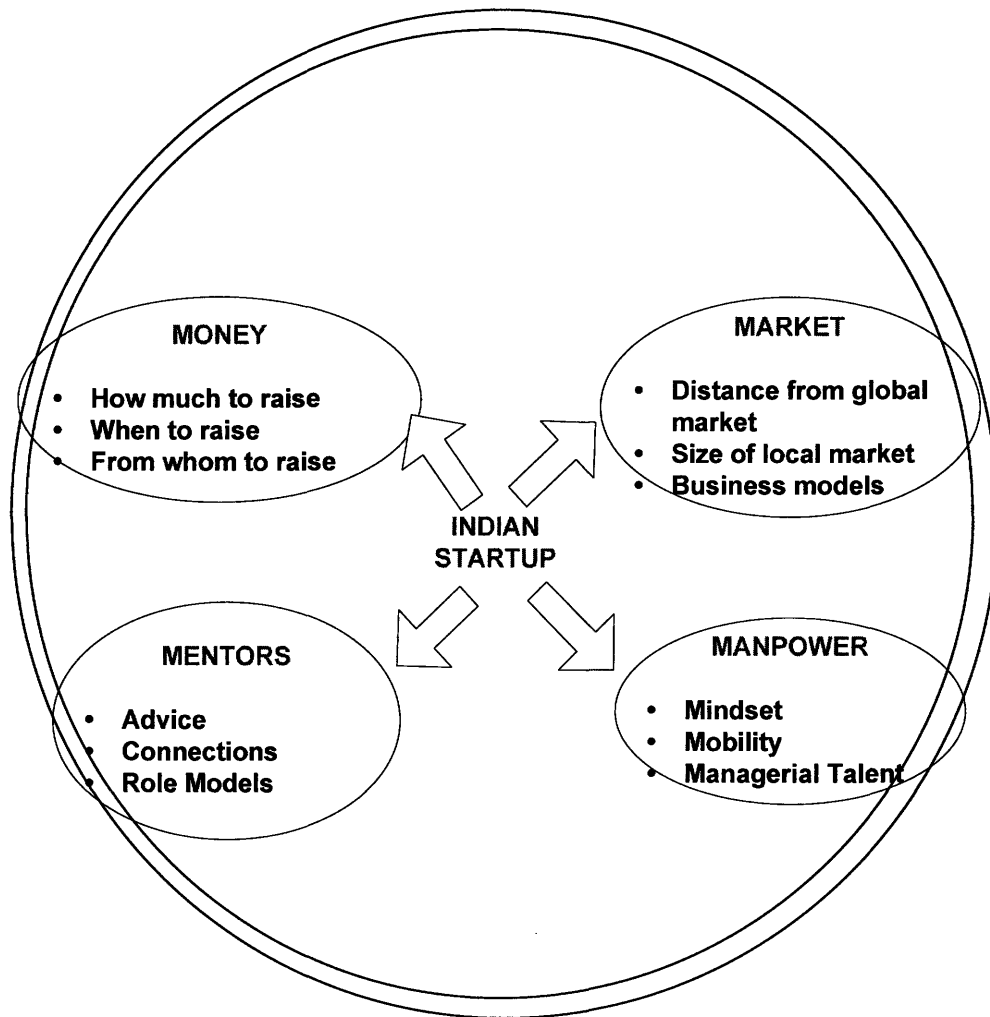 MONEY
• How much to raise
• When to raise
• From whom to raise
MARKET
• Distance from global
market
• Size of local market
• Business models
INDIAN
STARTUP
MENTORS
• Advice
• Connections
• Role Models
MANPOWER
• Mindset
• Mobility
• Managerial Talent